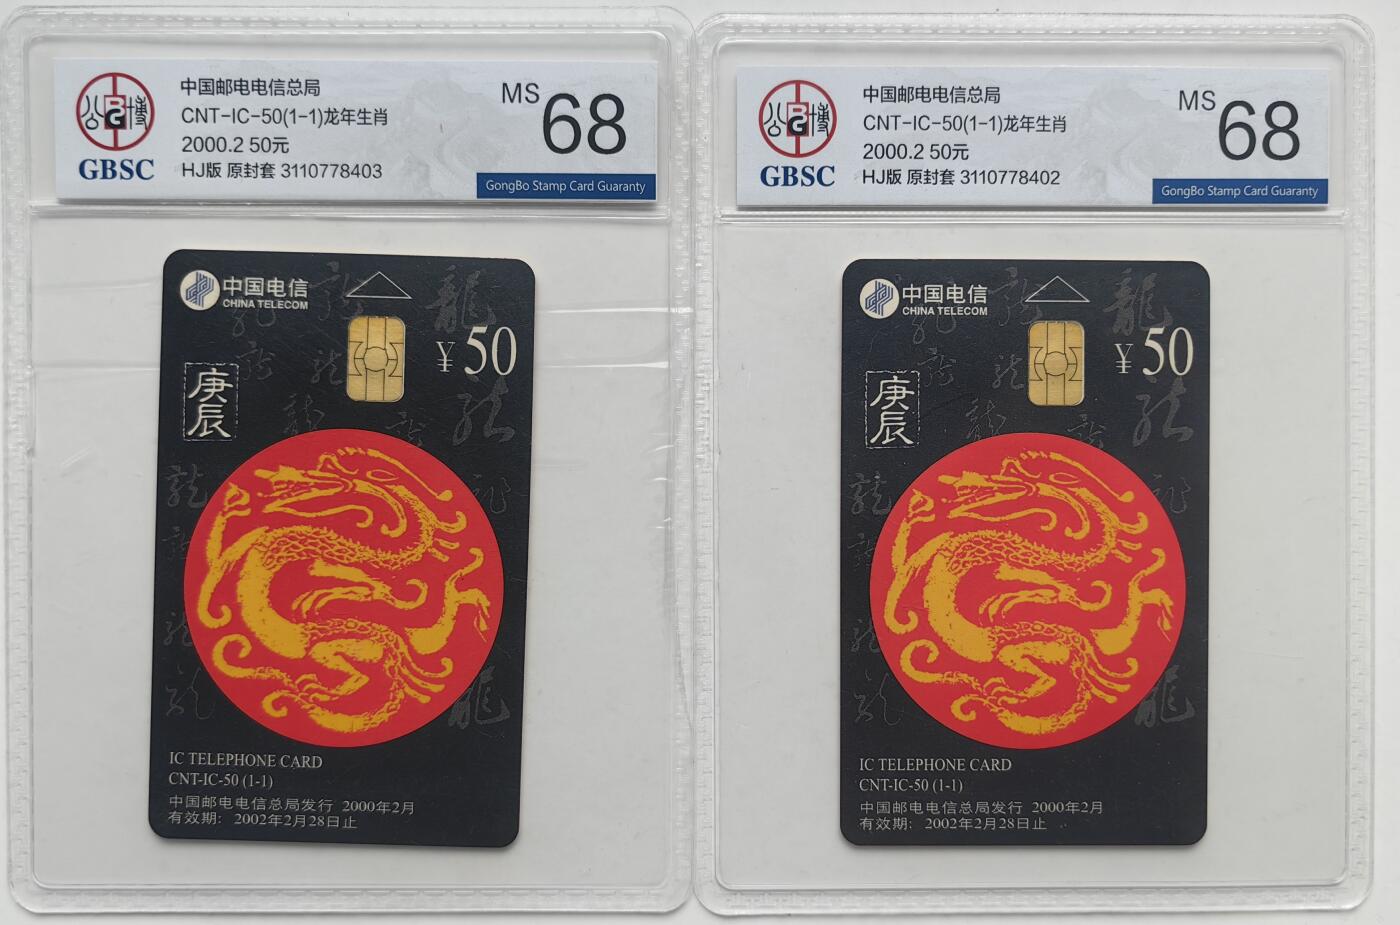 公博
BG
GBSC
中国邮电电信总局
CNT-IC-50(1-1)龙年生肖
2000.2 50元
HJ版 原封套 3110778403
MS 68
GongBo Stamp Card Guaranty
中国电信
CHINA TELECOM
¥50
庚辰
龍
IC TELEPHONE CARD
CNT-IC-50 (1-1)
中国邮电电信总局发行 2000年2月
有效期: 2002年2月28日止
公博
BG
GBSC
中国邮电电信总局
CNT-IC-50(1-1)龙年生肖
2000.2 50元
HJ版 原封套 3110778402
MS 68
GongBo Stamp Card Guaranty
中国电信
CHINA TELECOM
¥50
庚辰
龍
IC TELEPHONE CARD
CNT-IC-50 (1-1)
中国邮电电信总局发行 2000年2月
有效期: 2002年2月28日止